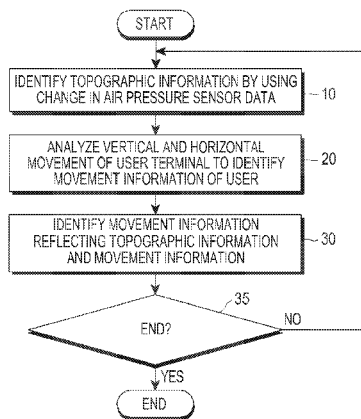 START
IDENTIFY TOPOGRAPHIC INFORMATION BY USING
CHANGE IN AIR PRESSURE SENSOR DATA
10
ANALYZE VERTICAL AND HORIZONTAL
MOVEMENT OF USER TERMINAL TO IDENTIFY
MOVEMENT INFORMATION OF USER
20
IDENTIFY MOVEMENT INFORMATION
REFLECTING TOPOGRAPHIC INFORMATION
AND MOVEMENT INFORMATION
30
35
END?
NO
YES
END